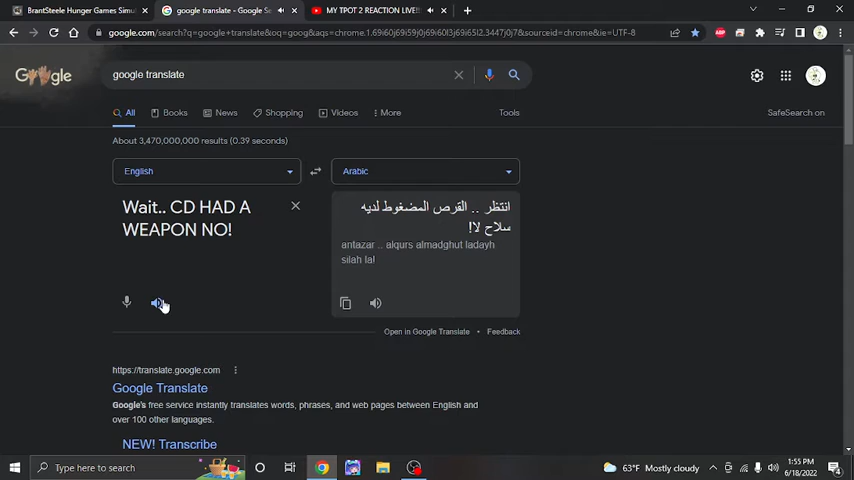 BrantSteele Hunger Games Simu
google translate - Google Se
MY TPOT 2 REACTION LIVE!
google.com/search?q=google+translate&oq=goog&aqs=chrome.1.69i60j69i59j0l3j69i60j69i65l2.3447j0j7&sourceid=chrome&ie=UTF-8
google translate
All Books News Shopping Videos More Tools SafeSearch on
About 3,470,000,000 results (0.39 seconds)
English Arabic
Wait.. CD HAD A
WEAPON NO!
انتظر .. القرص المضغوط لديه
سلاح لا!
antazar .. alqurs almadghut ladayh
silah la!
Open in Google Translate • Feedback
https://translate.google.com
Google Translate
Google's free service instantly translates words, phrases, and web pages between English and
over 100 other languages.
NEW! Transcribe
Type here to search
63°F Mostly cloudy
1:55 PM
6/18/2022
4